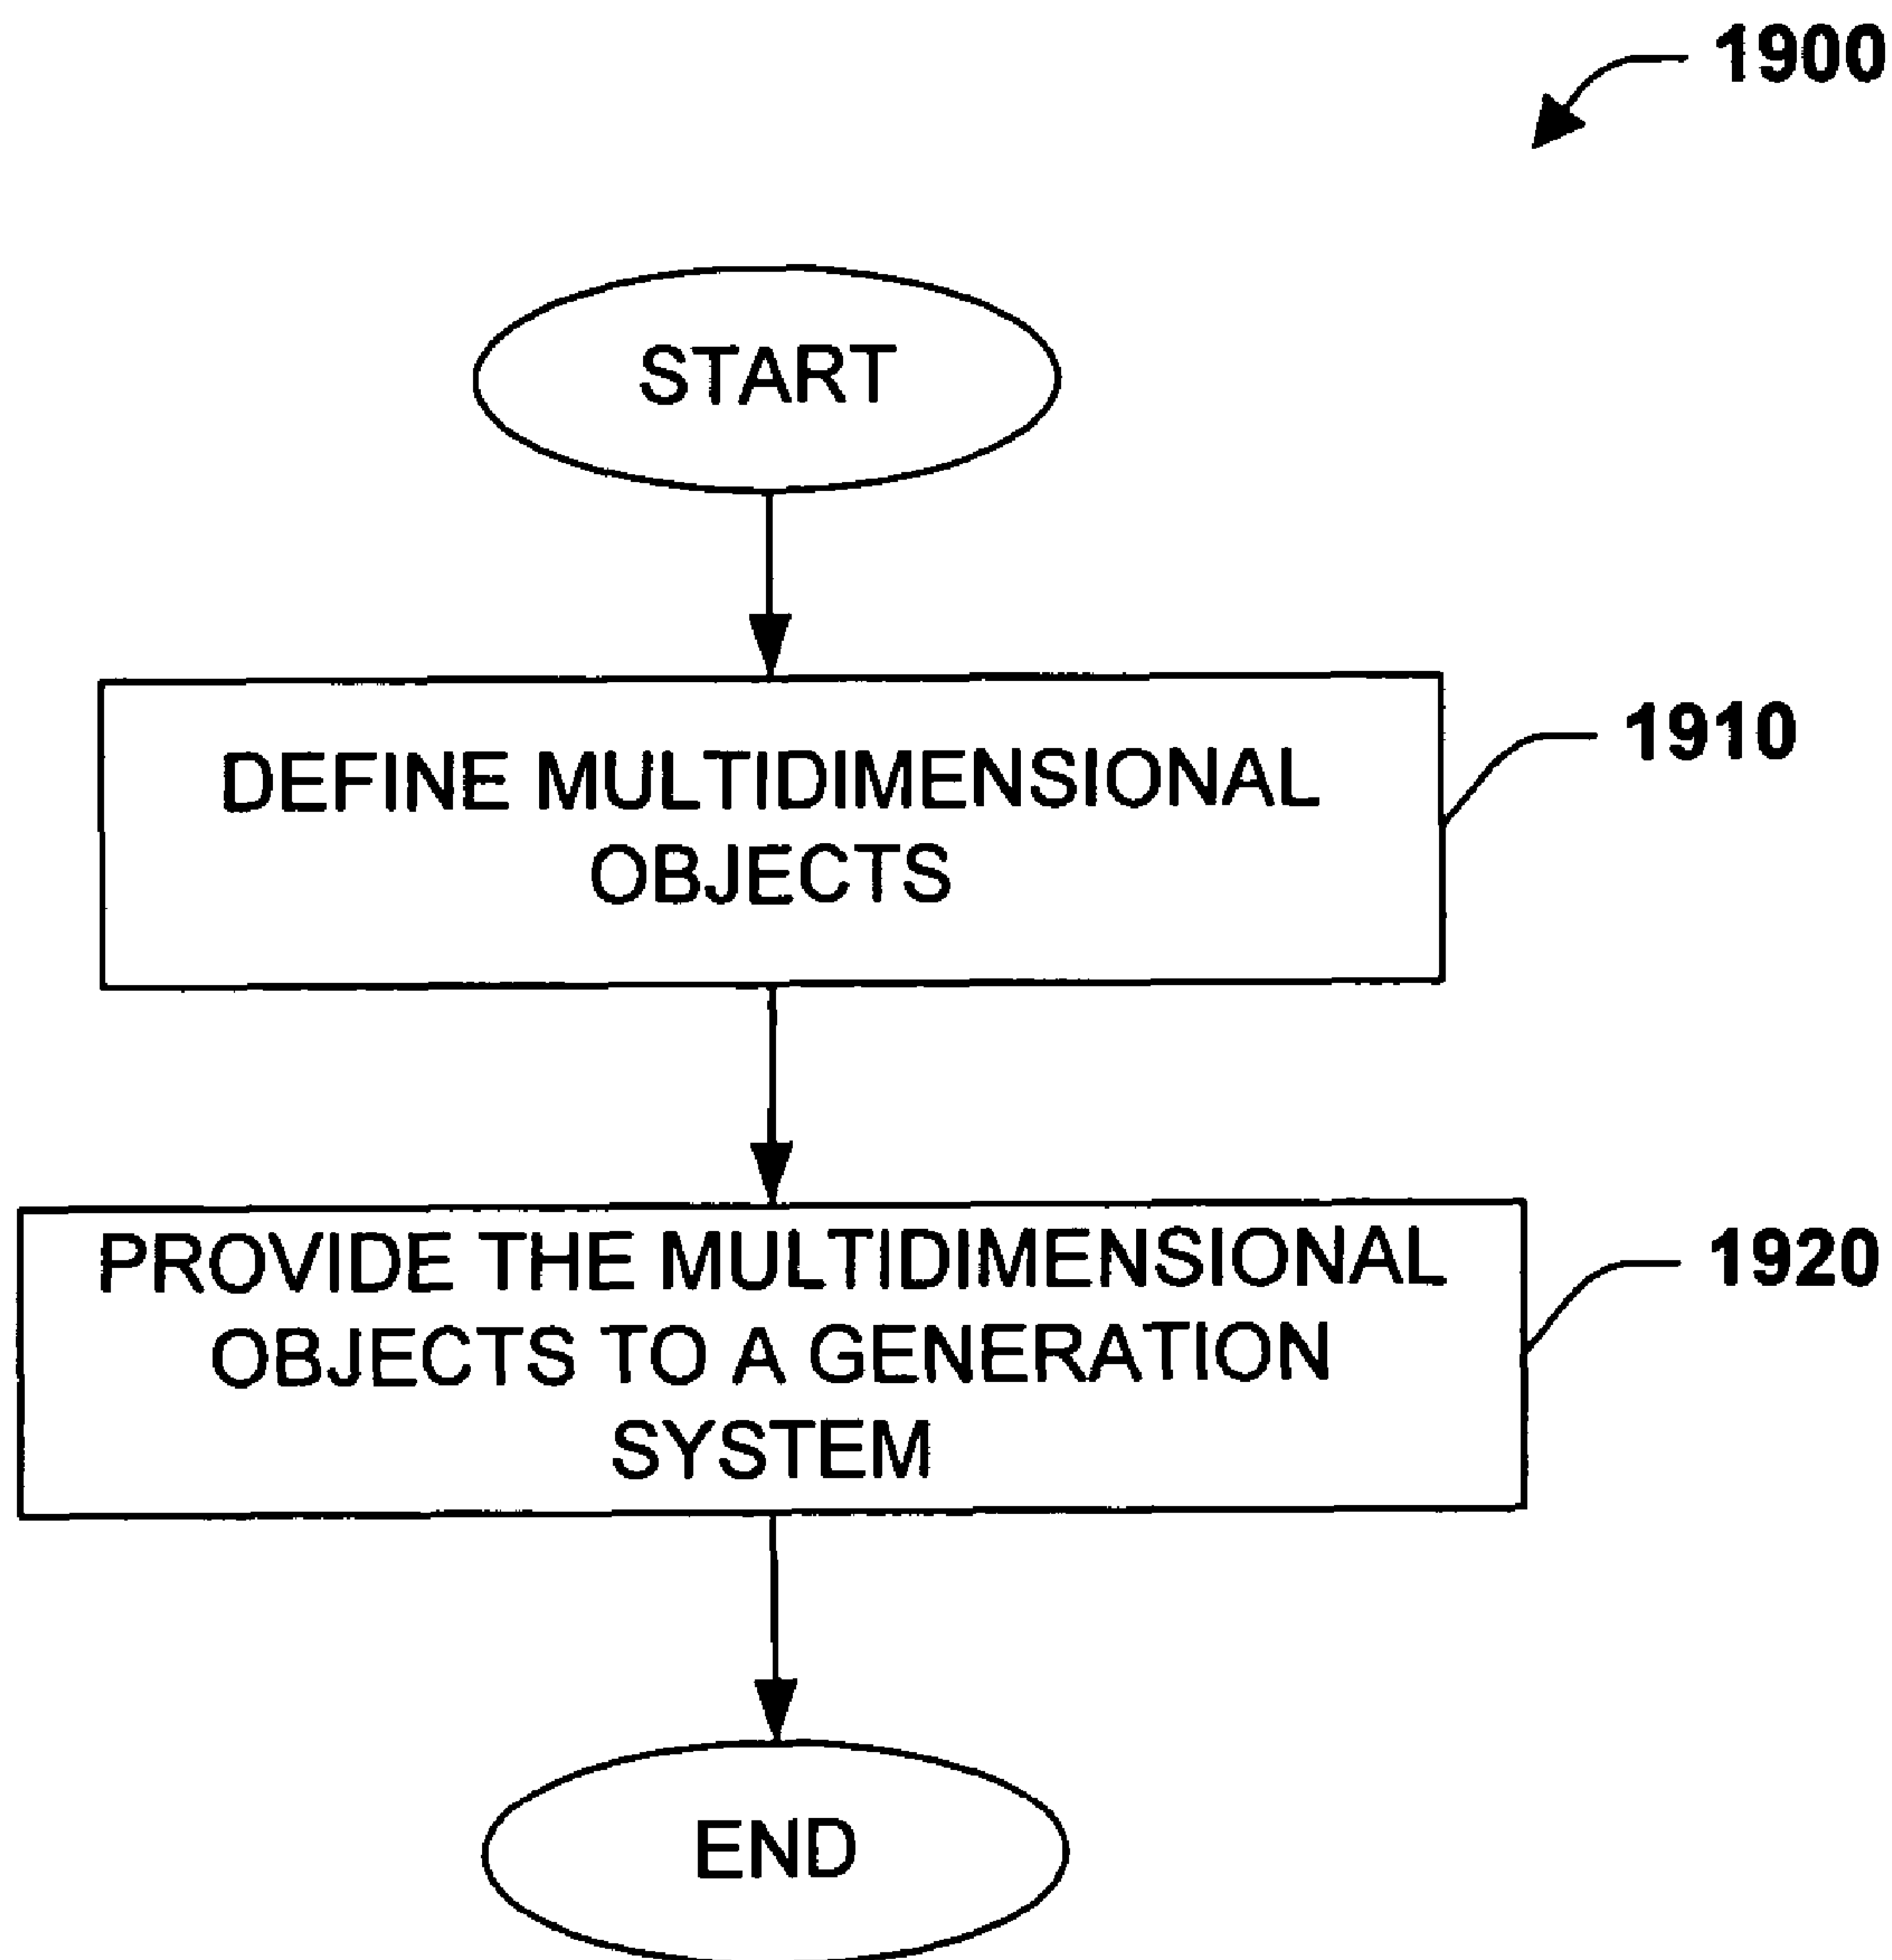 1900
START
DEFINE MULTIDIMENSIONAL
OBJECTS
1910
PROVIDE THE MULTIDIMENSIONAL
OBJECTS TO A GENERATION
SYSTEM
1920
END